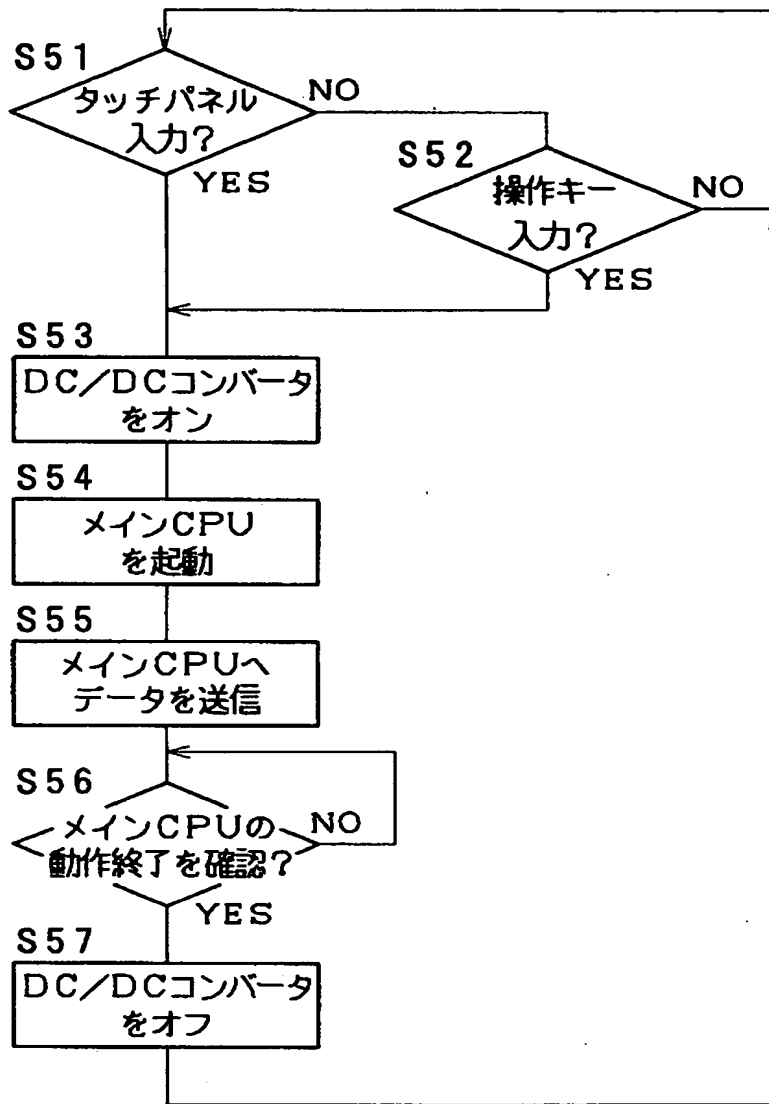 S51
タッチパネル
入力?
NO
YES
S52
操作キー
入力?
NO
YES
S53
DC/DCコンバータ
をオン
S54
メインCPU
を起動
S55
メインCPUへ
データを送信
S56
メインCPUの
動作終了を確認?
NO
YES
S57
DC/DCコンバータ
をオフ